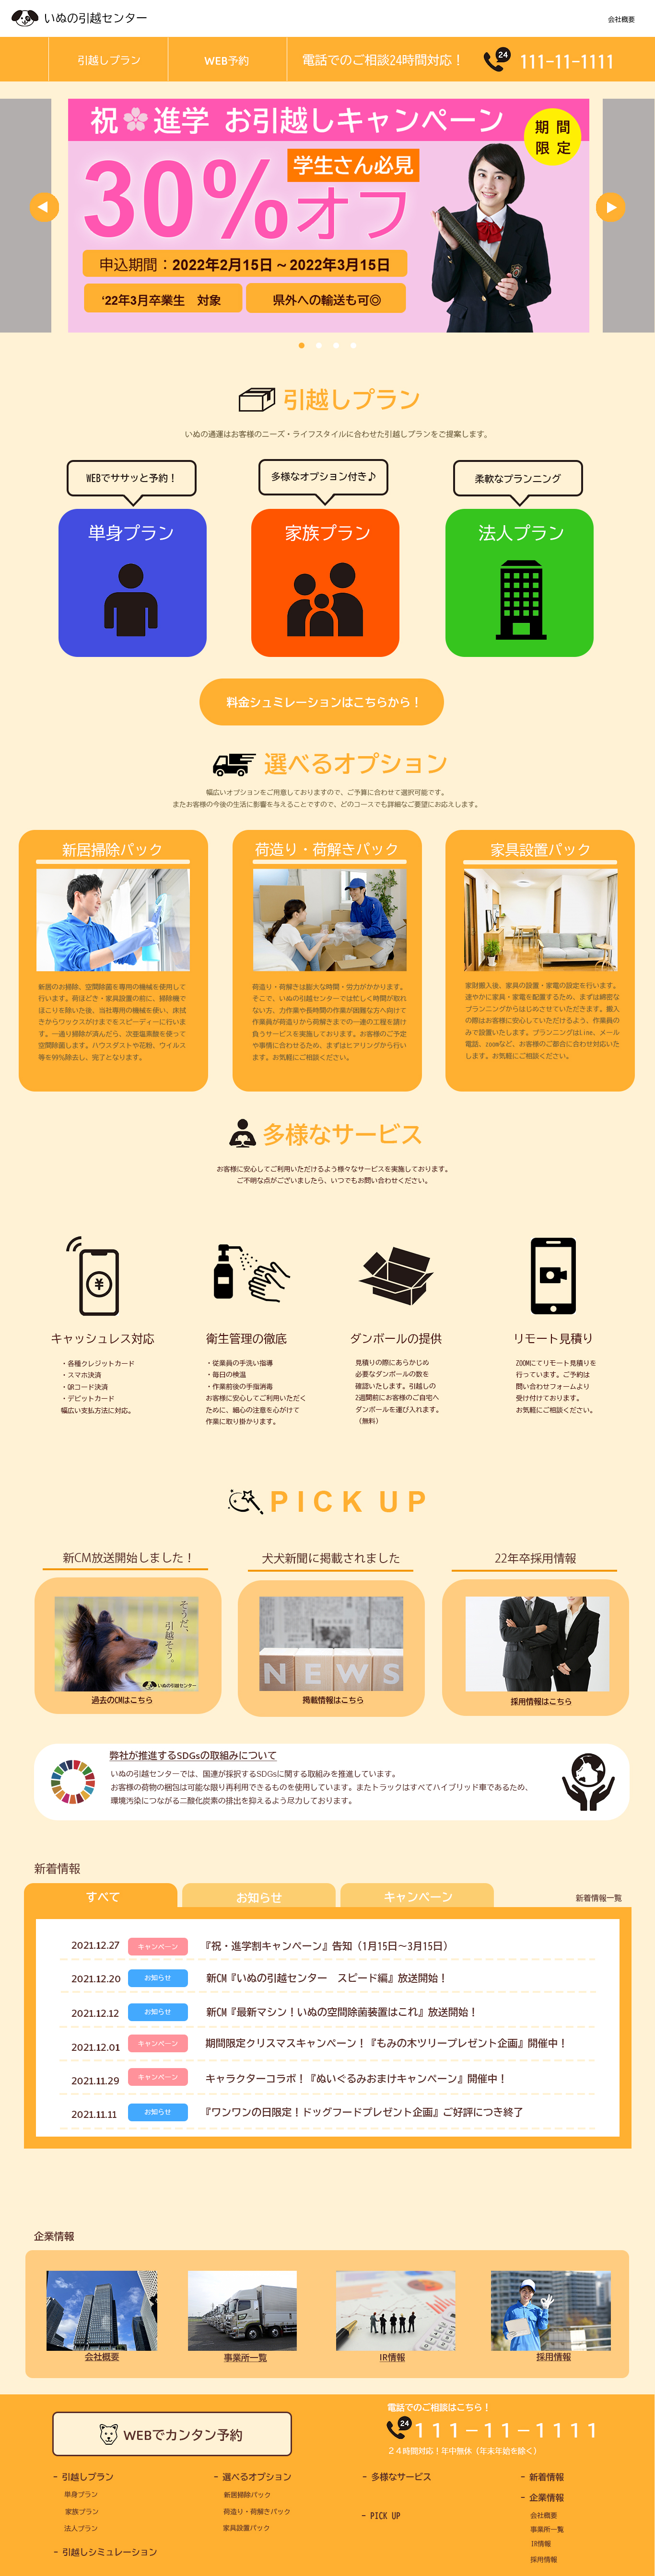 いぬの引越センター
会社概要
引越しプラン
WEB予約
電話でのご相談24時間対応！
24
111-11-1111
祝 進学 お引越しキャンペーン
期間
限定
学生さん必見
30%オフ
申込期間：2022年2月15日～2022年3月15日
‘22年3月卒業生 対象
県外への輸送も可◎
引越しプラン
いぬの通運はお客様のニーズ・ライフスタイルに合わせた引越しプランをご提案します。
WEBでササッと予約！
多様なオプション付き♪
柔軟なプランニング
単身プラン
家族プラン
法人プラン
料金シュミレーションはこちらから！
選べるオプション
幅広いオプションをご用意しておりますので、ご予算に合わせて選択可能です。
またお客様の今後の生活に影響を与えることですので、どのコースでも詳細なご要望にお応えします。
新居掃除パック
新居のお掃除、空間除菌を専用の機械を使用して
行います。荷ほどき・家具設置の前に、掃除機で
ほこりを除いた後、当社専用の機械を使い、床拭
きからワックスがけまでをスピーディーに行いま
す。一通り掃除が済んだら、次亜塩素酸を使って
空間除菌します。ハウスダストや花粉、ウイルス
等を99%除去し、完了となります。
荷造り・荷解きパック
荷造り・荷解きは膨大な時間・労力がかかります。
そこで、いぬの引越センターでは忙しく時間が取れ
ない方、力作業や長時間の作業が困難な方へ向けて
作業員が荷造りから荷解きまでの一連の工程を請け
負うサービスを実施しております。お客様のご予定
や事情に合わせるため、まずはヒアリングから行い
ます。お気軽にご相談ください。
家具設置パック
家財搬入後、家具の設置・家電の設定を行います。
速やかに家具・家電を配置するため、まずは綿密な
プランニングからはじめさせていただきます。搬入
の際はお客様に安心していただけるよう、作業員の
みで設置いたします。プランニングはLine、メール
電話、zoomなど、お客様のご都合に合わせ対応いた
します。お気軽にご相談ください。
多様なサービス
お客様に安心してご利用いただけるよう様々なサービスを実施しております。
ご不明な点がございましたら、いつでもお問い合わせください。
¥
キャッシュレス対応
・各種クレジットカード
・スマホ決済
・QRコード決済
・デビットカード
幅広い支払方法に対応。
衛生管理の徹底
・従業員の手洗い指導
・毎日の検温
・作業前後の手指消毒
お客様に安心してご利用いただく
ために、細心の注意を心がけて
作業に取り掛かります。
ダンボールの提供
見積りの際にあらかじめ
必要なダンボールの数を
確認いたします。引越しの
2週間前にお客様のご自宅へ
ダンボールを運び入れます。
（無料）
リモート見積り
ZOOMにてリモート見積りを
行っています。ご予約は
問い合わせフォームより
受け付けております。
お気軽にご相談ください。
PICK UP
新CM放送開始しました！
そうだ、
引越そう。
いぬの引越センター
過去のCMはこちら
犬犬新聞に掲載されました
NEWS
掲載情報はこちら
22年卒採用情報
採用情報はこちら
弊社が推進するSDGsの取組みについて
いぬの引越センターでは、国連が採択するSDGsに関する取組みを推進しています。
お客様の荷物の梱包は可能な限り再利用できるものを使用しています。またトラックはすべてハイブリッド車であるため、
環境汚染につながる二酸化炭素の排出を抑えるよう尽力しております。
新着情報
すべて
お知らせ
キャンペーン
新着情報一覧
2021.12.27 キャンペーン 『祝・進学割キャンペーン』告知（1月15日～3月15日）
2021.12.20 お知らせ 新CM『いぬの引越センター スピード編』放送開始！
2021.12.12 お知らせ 新CM『最新マシン！いぬの空間除菌装置はこれ』放送開始！
2021.12.01 キャンペーン 期間限定クリスマスキャンペーン！『もみの木ツリープレゼント企画』開催中！
2021.11.29 キャンペーン キャラクターコラボ！『ぬいぐるみおまけキャンペーン』開催中！
2021.11.11 お知らせ 『ワンワンの日限定！ドッグフードプレゼント企画』ご好評につき終了
企業情報
会社概要
事業所一覧
IR情報
採用情報
WEBでカンタン予約
電話でのご相談はこちら！
24
１１１－１１－１１１１
２４時間対応！年中無休（年末年始を除く）
- 引越しプラン
単身プラン
家族プラン
法人プラン
- 引越しシミュレーション
- 選べるオプション
新居掃除パック
荷造り・荷解きパック
家具設置パック
- 多様なサービス
- PICK UP
- 新着情報
- 企業情報
会社概要
事業所一覧
IR情報
採用情報